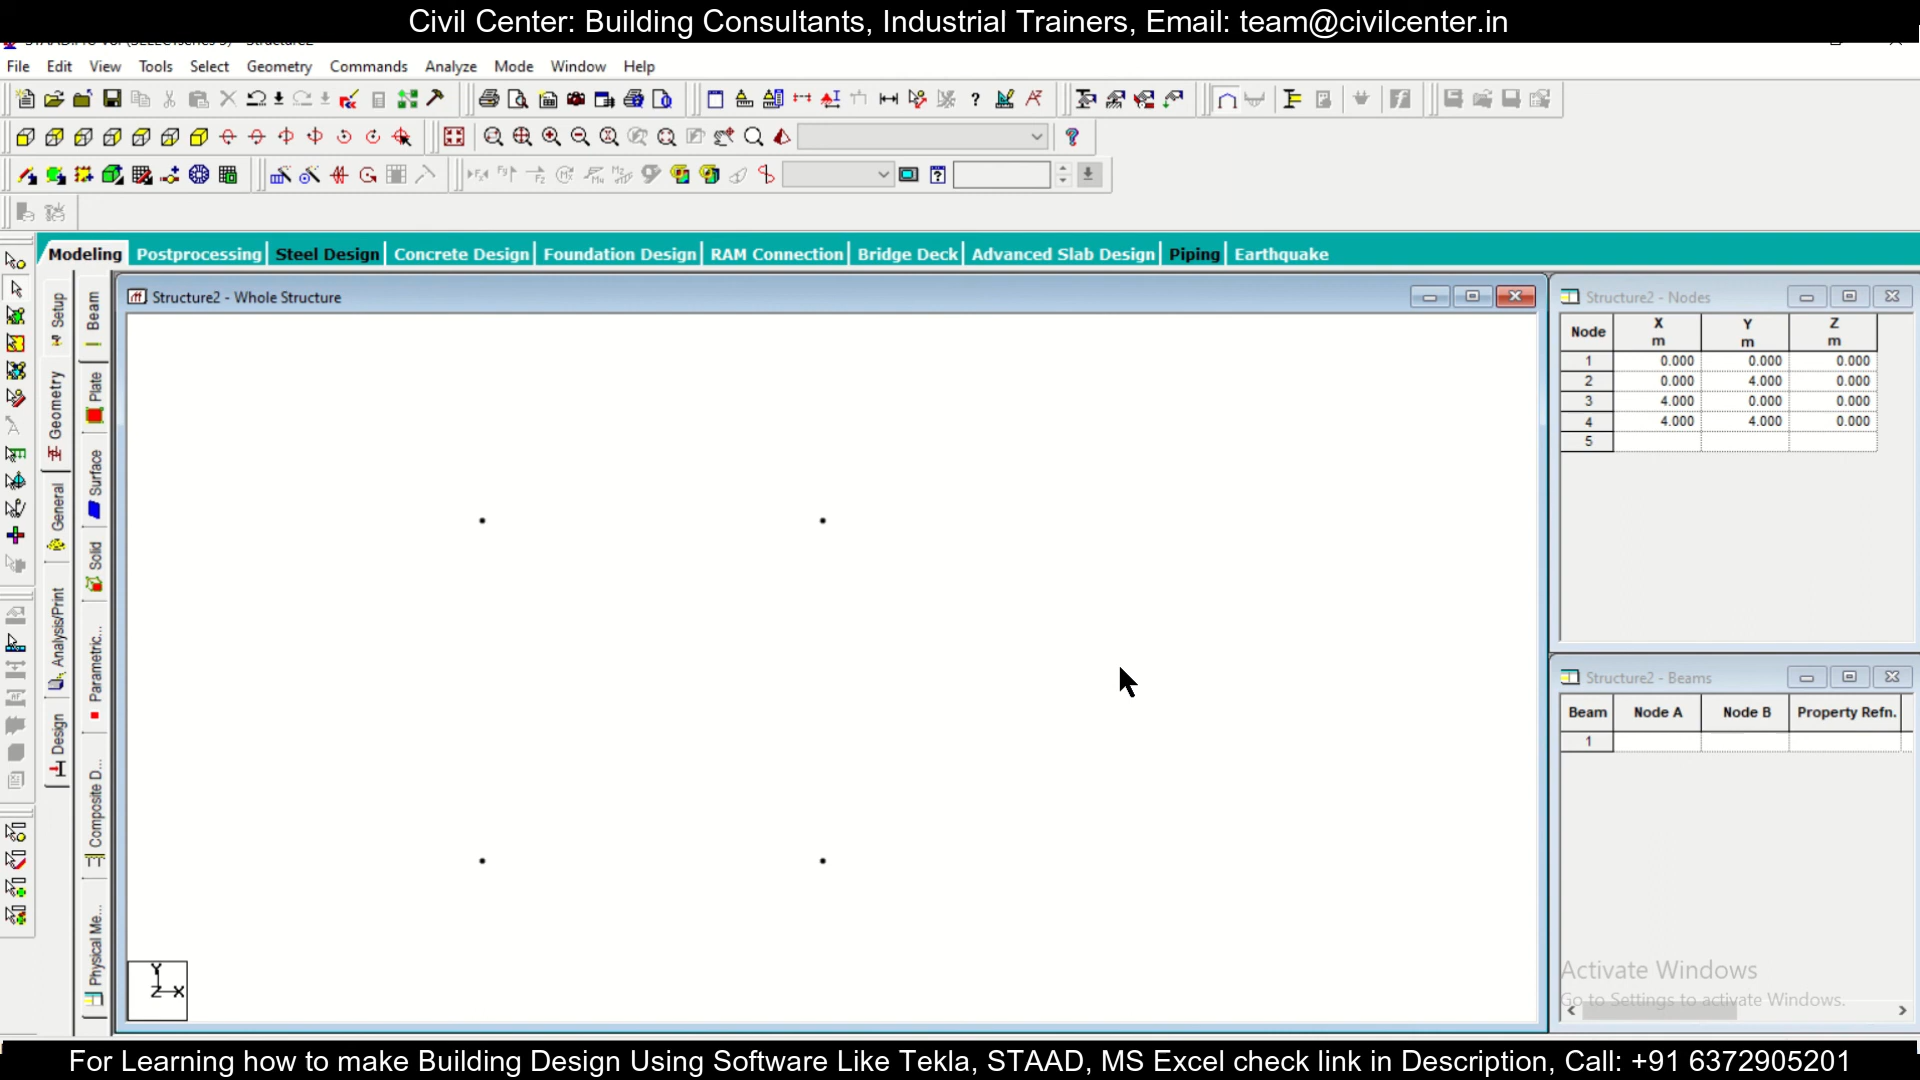 Civil Center: Building Consultants, Industrial Trainers, Email: team@civilcenter.in
File Edit View Tools Select Geometry Commands Analyze Mode Window Help
Modeling Postprocessing Steel Design Concrete Design Foundation Design RAM Connection Bridge Deck Advanced Slab Design Piping Earthquake
Setup
Geometry
General
Analysis/Print
Design
Beam
Plate
Surface
Solid
Parametric...
Composite D...
Physical Me...
Structure2 - Whole Structure
Y
Z X
Structure2 - Nodes
Node X m Y m Z m
1 0.000 0.000 0.000
2 0.000 4.000 0.000
3 4.000 0.000 0.000
4 4.000 4.000 0.000
5
Structure2 - Beams
Beam Node A Node B Property Refn.
1
Activate Windows
Go to Settings to activate Windows.
For Learning how to make Building Design Using Software Like Tekla, STAAD, MS Excel check link in Description, Call: +91 6372905201